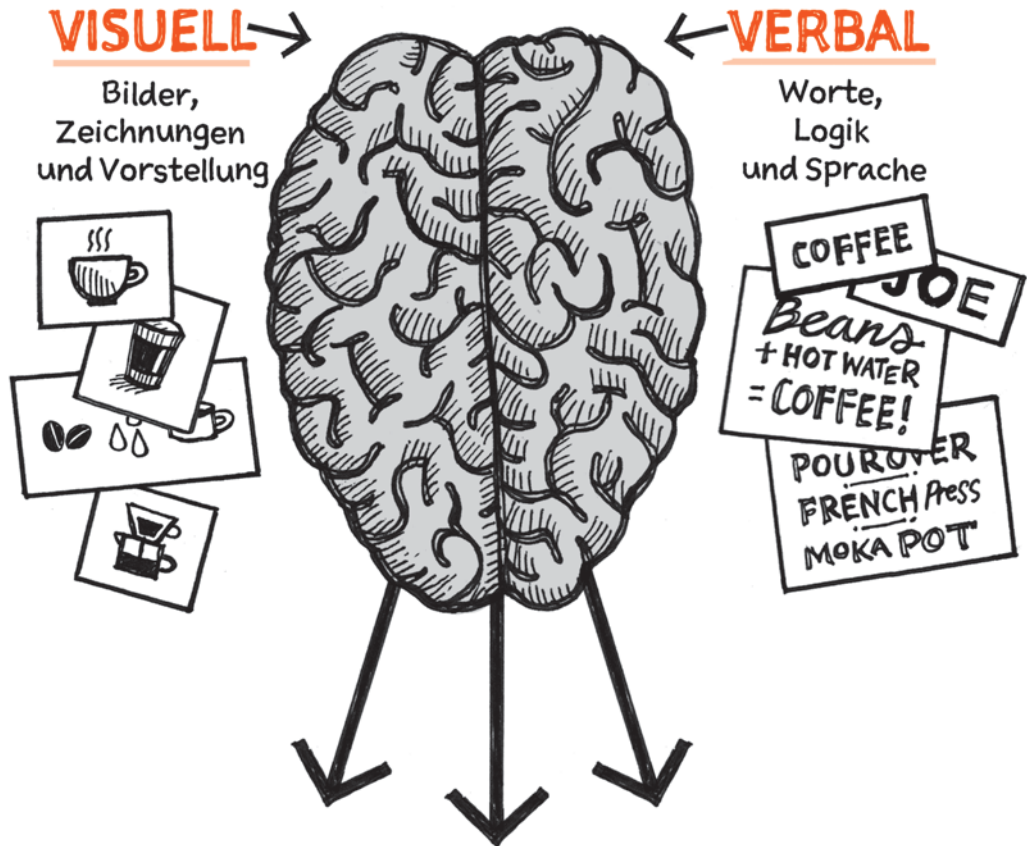 VISUELL
Bilder,
Zeichnungen
und Vorstellung
VERBAL
Worte,
Logik
und Sprache
COFFEE
JOE
Beans
+ HOT WATER
= COFFEE!
POUROVER
FRENCH Press
MOKA POT